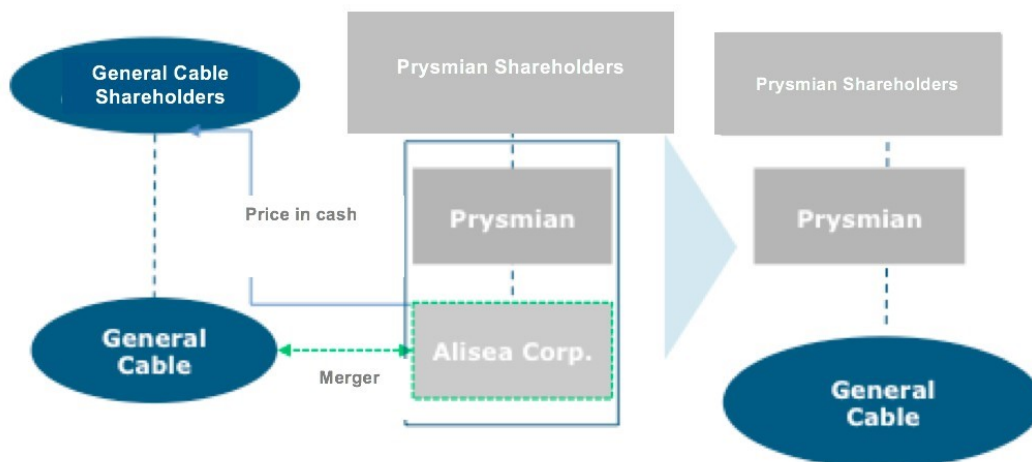 General Cable
Shareholders
Prysmian Shareholders
Prysmian Shareholders
Price in cash
Prysmian
Prysmian
General
Cable
Merger
Alisea Corp.
General
Cable